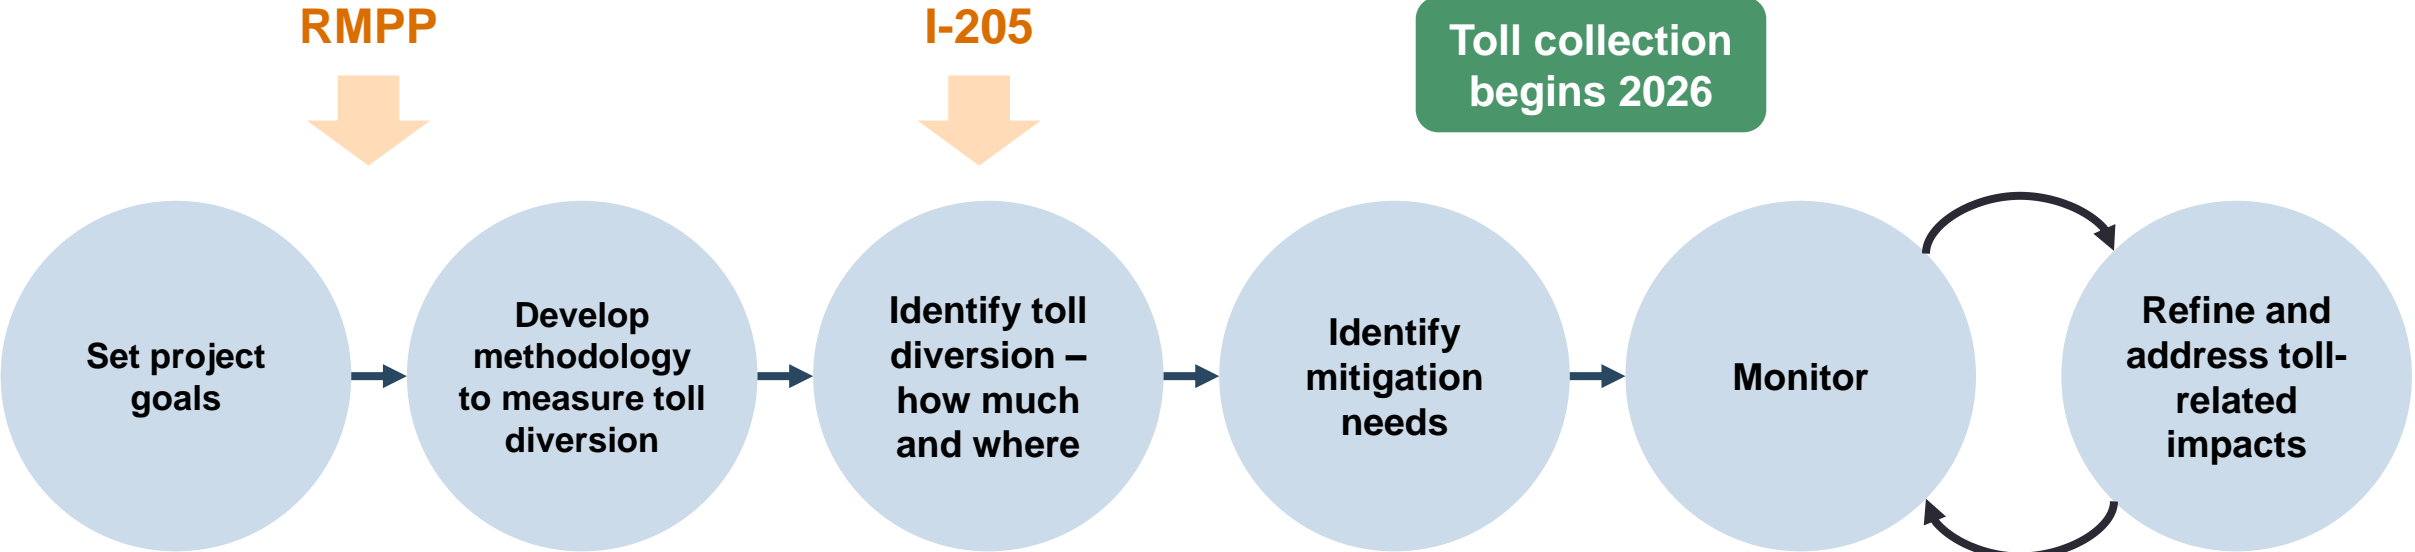 RMPP
I-205
Toll collection
begins 2026
Set project
goals
Develop
methodology
to measure toll
diversion
Identify toll
diversion –
how much
and where
Identify
mitigation
needs
Monitor
Refine and
address toll-
related
impacts